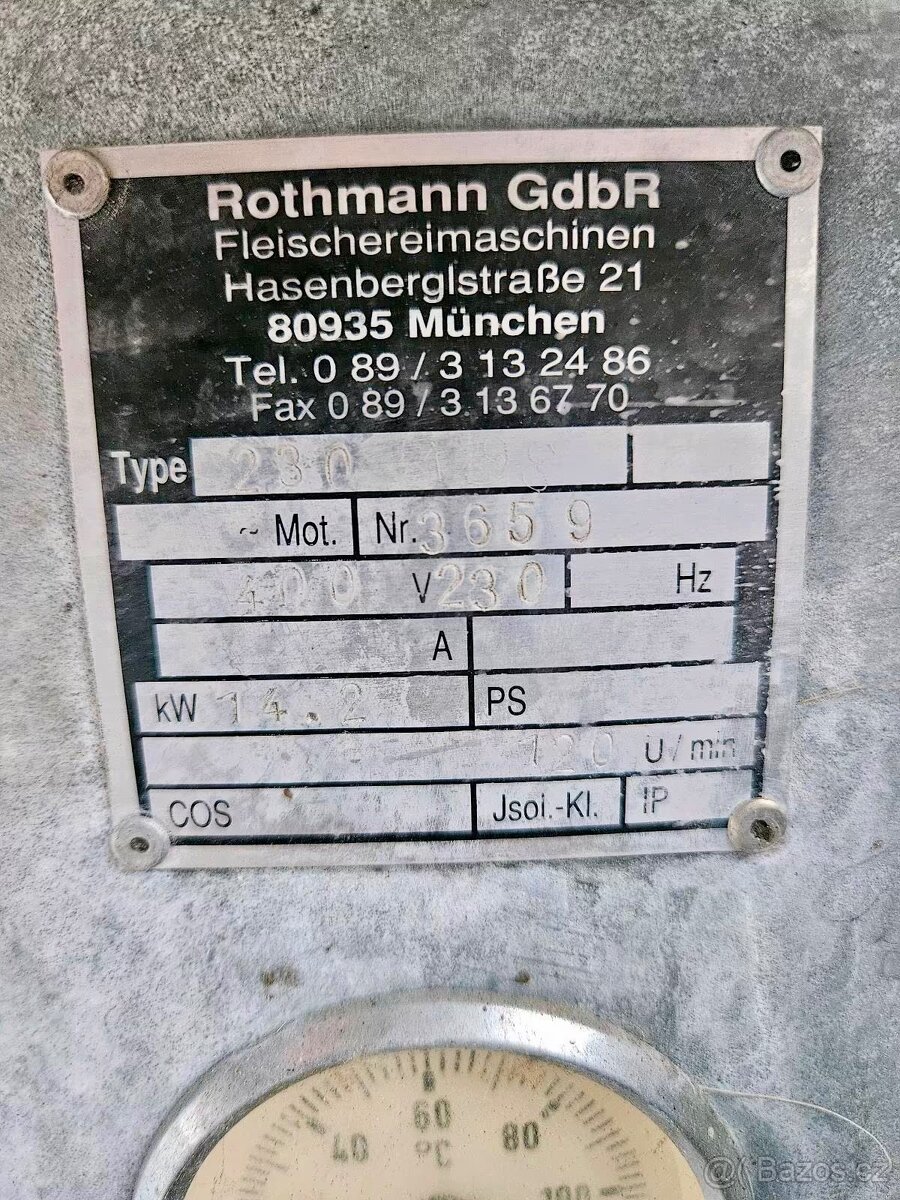 Rothmann GdbR
Fleischereimaschinen
Hasenberglstraße 21
80935 München
Tel. 0 89 / 3 13 24 86
Fax 0 89 / 3 13 67 70
Type 230
~ Mot. Nr. 3659
400 V 230 Hz
A
kW 14.2 PS
120 U / min
COS Jsoi.-Kl. IP
60
40 °C 80
100
@ Bazos.cz